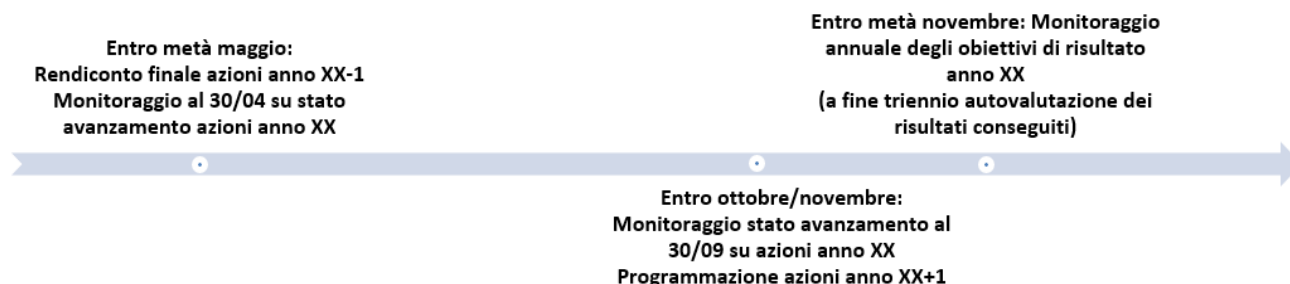 Entro metà maggio:
Rendiconto finale azioni anno XX-1
Monitoraggio al 30/04 su stato
avanzamento azioni anno XX
Entro ottobre/novembre:
Monitoraggio stato avanzamento al
30/09 su azioni anno XX
Programmazione azioni anno XX+1
Entro metà novembre: Monitoraggio
annuale degli obiettivi di risultato
anno XX
(a fine triennio autovalutazione dei
risultati conseguiti)